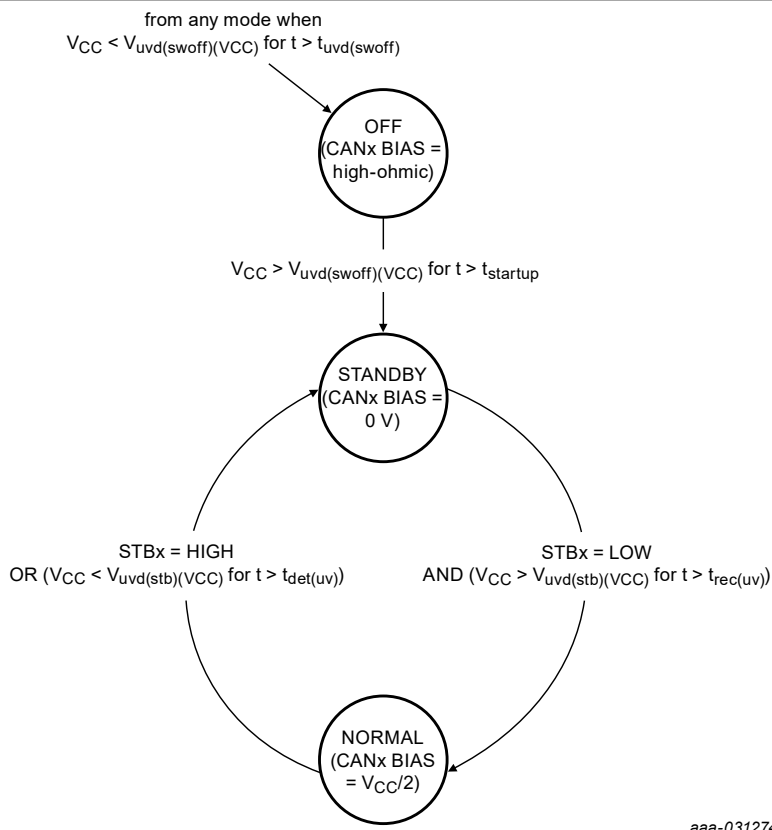 from any mode when
VCC < Vuvd(swoff)(VCC) for t > tuvd(swoff)
OFF
(CANx BIAS =
high-ohmic)
VCC > Vuvd(swoff)(VCC) for t > tstartup
STANDBY
(CANx BIAS =
0 V)
STBx = HIGH
OR (VCC < Vuvd(stb)(VCC) for t > tdet(uv))
STBx = LOW
AND (VCC > Vuvd(stb)(VCC) for t > trec(uv))
NORMAL
(CANx BIAS
= VCC/2)
aaa-031274